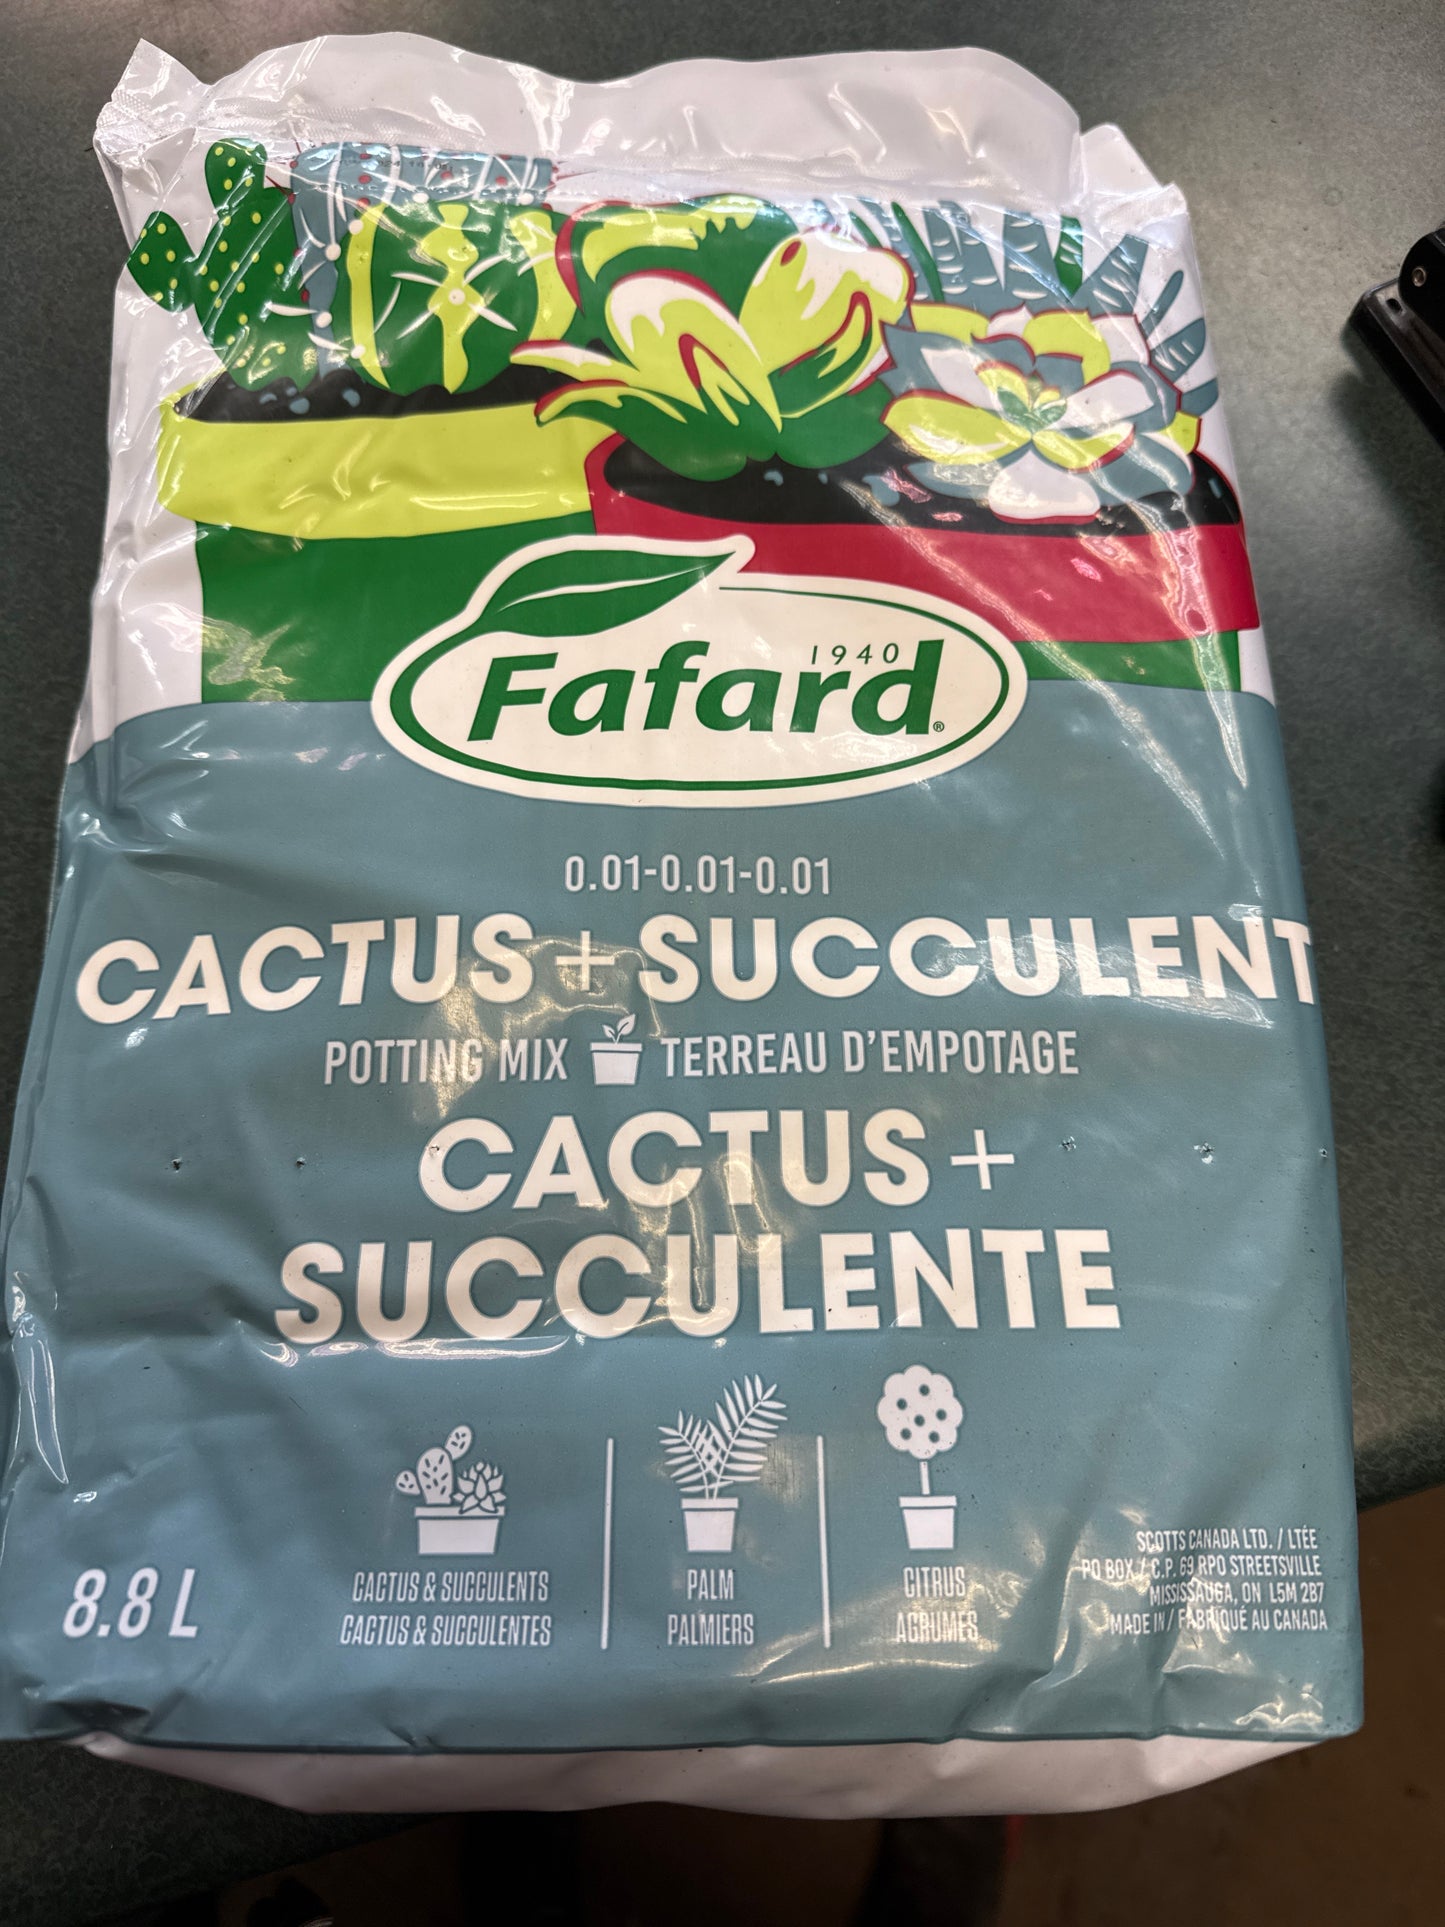 1940
Fafard®
0.01-0.01-0.01
CACTUS + SUCCULENT
POTTING MIX TERREAU D'EMPOTAGE
CACTUS +
SUCCULENTE
8.8 L
CACTUS & SUCCULENTS
CACTUS & SUCCULENTES
PALM
PALMIERS
CITRUS
AGRUMES
SCOTTS CANADA LTD. / LTÉE
PO BOX / C.P. 69 RPO STREETSVILLE
MISSISSAUGA, ON L5M 2B7
MADE IN / FABRIQUÉ AU CANADA